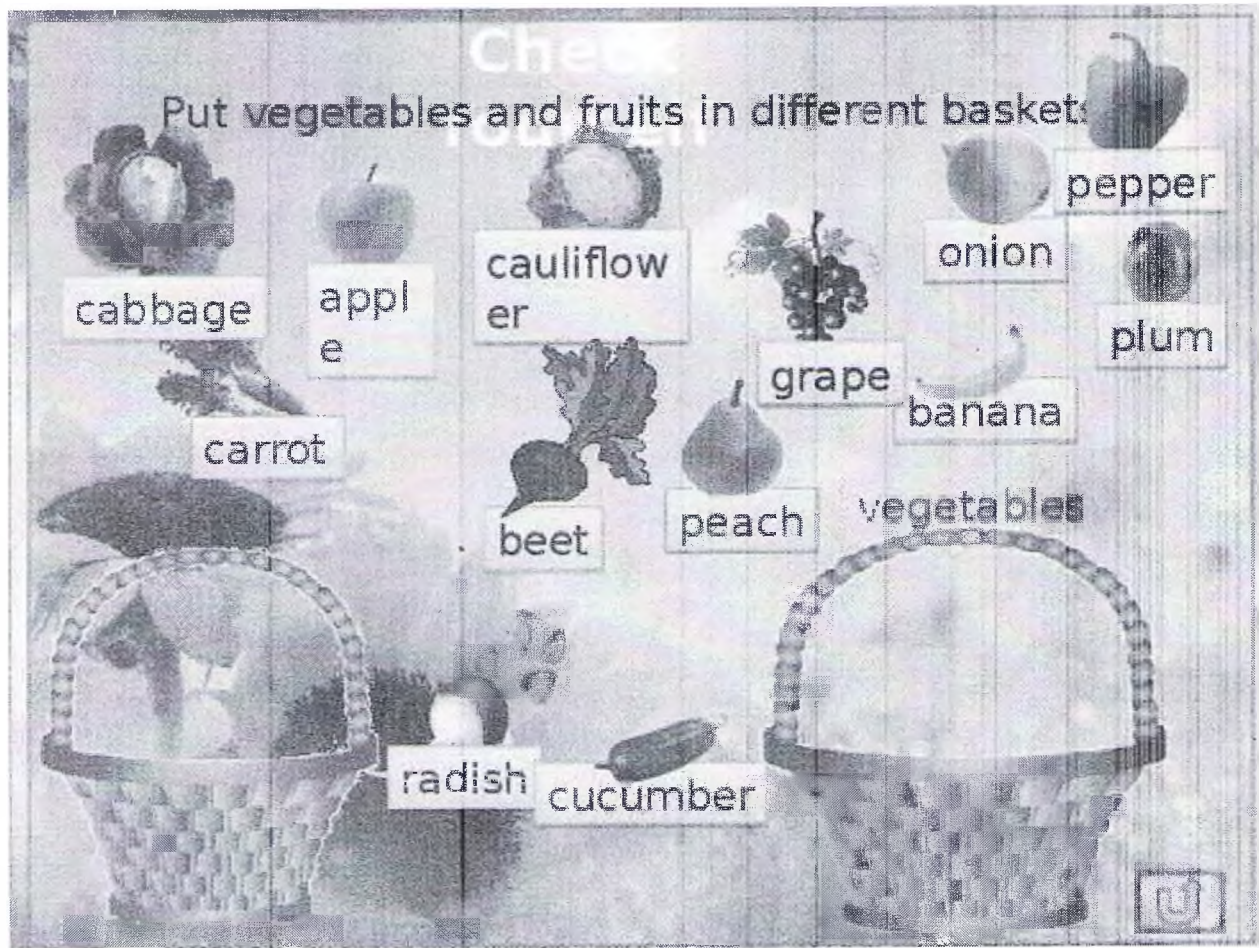 Check
Put vegetables and fruits in different baskets
pepper
onion
cauliflow
er
cabbage
appl
e
plum
grape
banana
carrot
peach
beet
vegetables
radish
cucumber